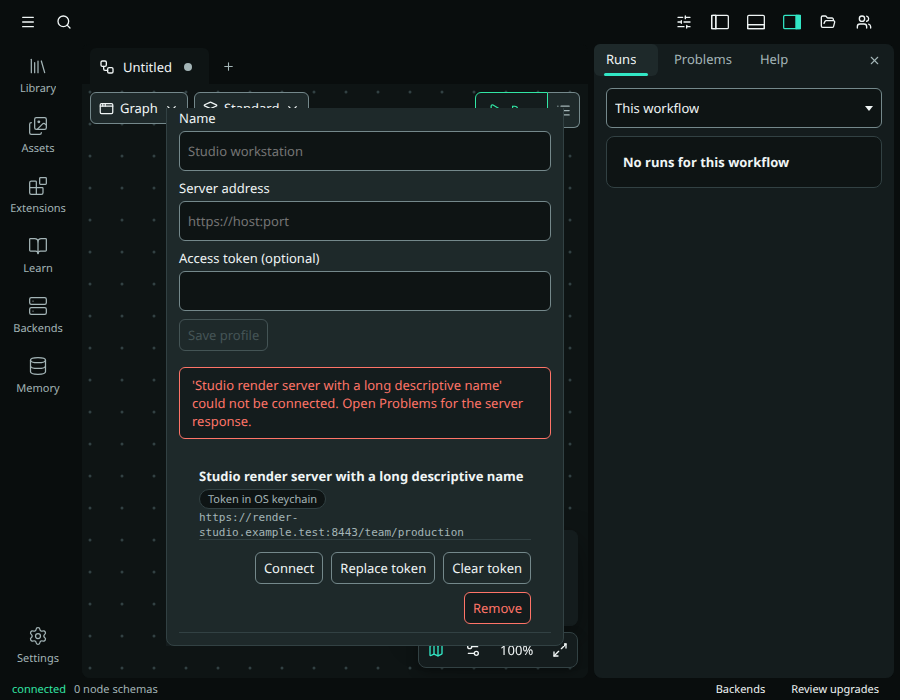 Untitled
Runs
Problems
Help
Library
Assets
Extensions
Learn
Backends
Memory
Settings
Graph
Standard
Name
Studio workstation
Server address
https://host:port
Access token (optional)
Save profile
'Studio render server with a long descriptive name'
could not be connected. Open Problems for the server
response.
Studio render server with a long descriptive name
Token in OS keychain
https://render-
studio.example.test:8443/team/production
Connect
Replace token
Clear token
Remove
100%
This workflow
No runs for this workflow
connected
0 node schemas
Backends
Review upgrades